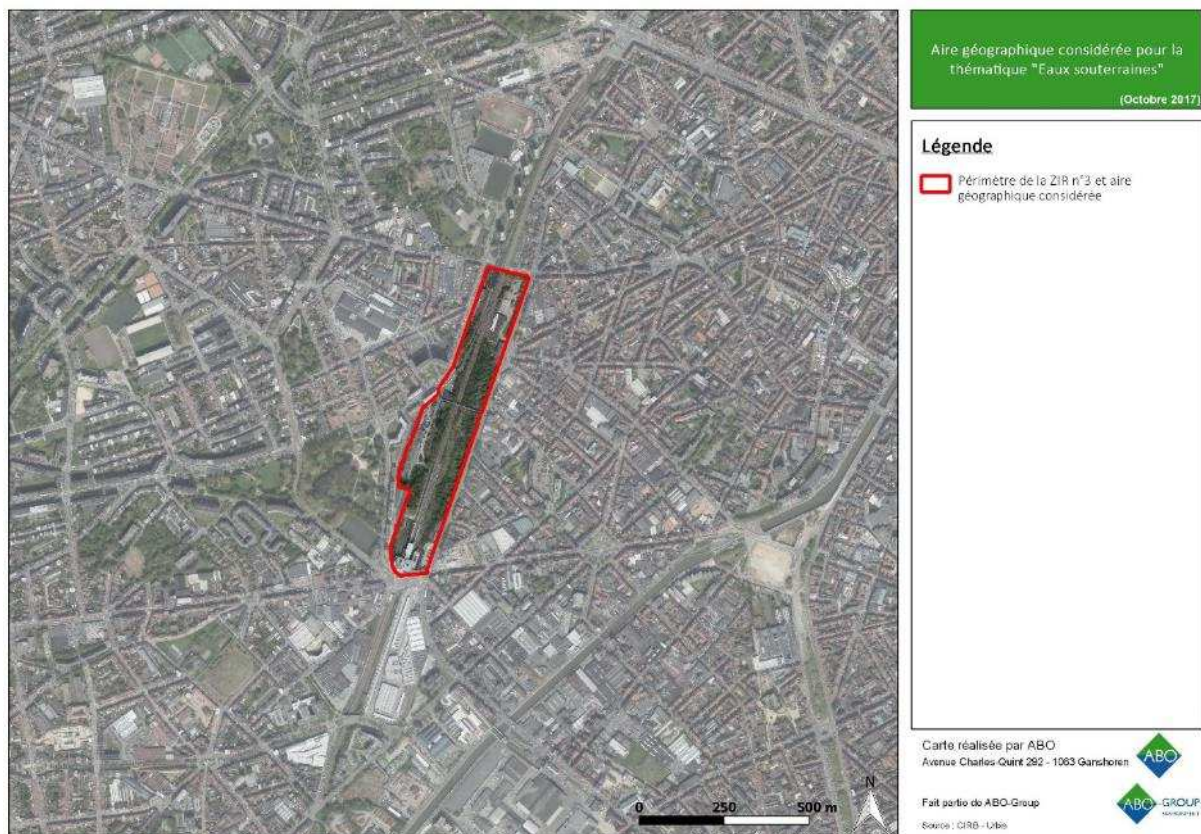 Aire géographique considérée pour la
thématique "Eaux souterraines"
(Octobre 2017)
Légende
Périmètre de la ZIR n°3 et aire
géographique considérée
0 250 500 m
N
Carte réalisée par ABO
Avenue Charles-Quint 292 - 1083 Ganshoren
ABO
Fait partie de ABO-Group
ABO-GROUP
Source : CIRB - Urbis